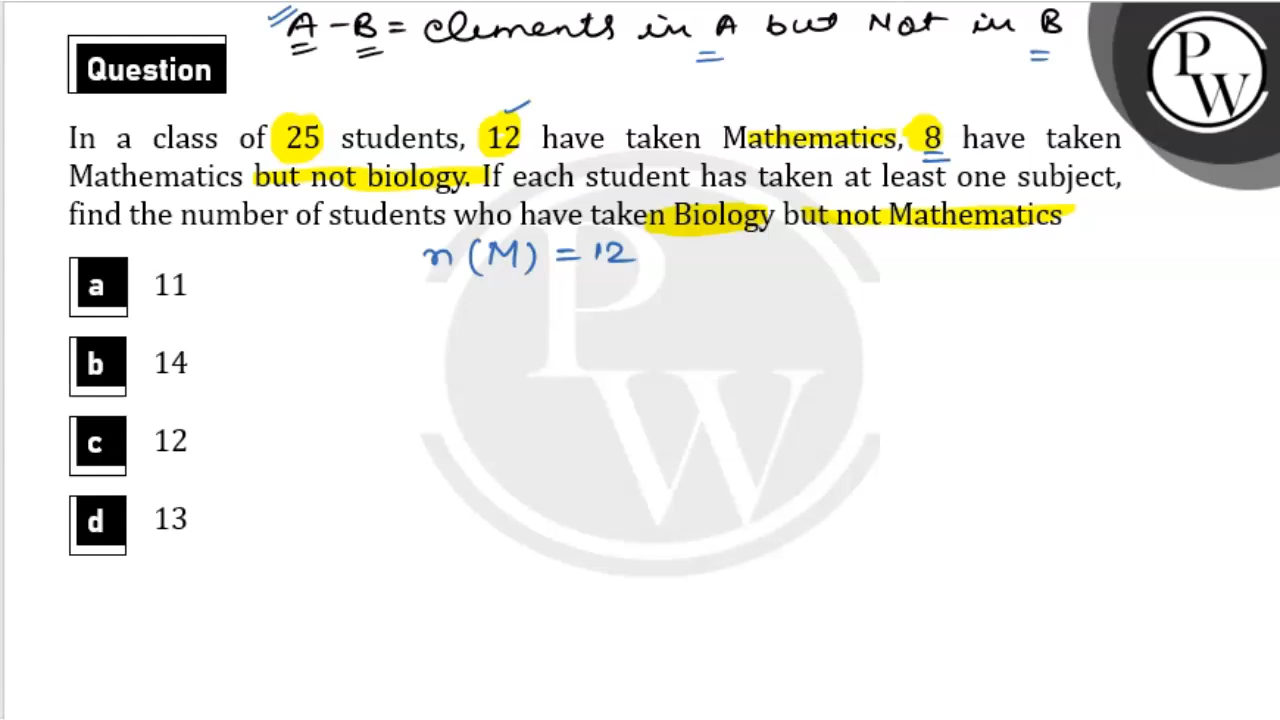 A - B = elements in A but Not in B
Question
In a class of 25 students, 12 have taken Mathematics, 8 have taken
Mathematics but not biology. If each student has taken at least one subject,
find the number of students who have taken Biology but not Mathematics
n (M) = 12
a 11
b 14
c 12
d 13
PW
PW